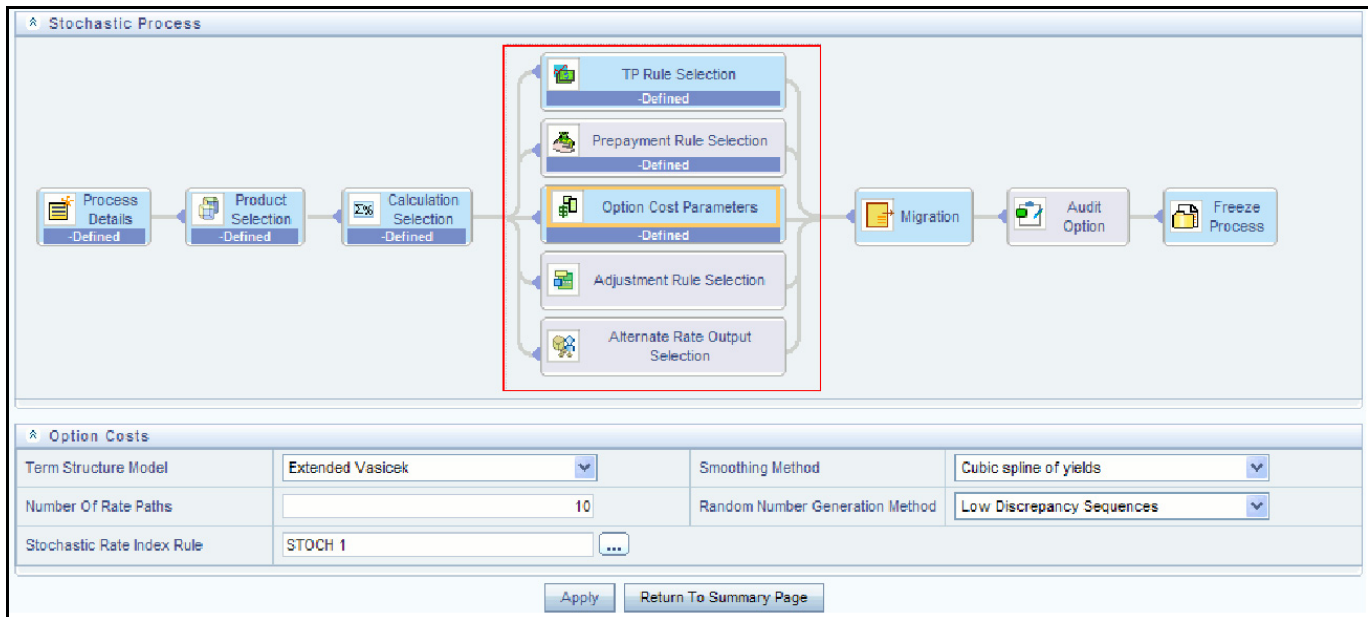 Stochastic Process
TP Rule Selection
-Defined
Prepayment Rule Selection
-Defined
Process
Details
-Defined
Product
Selection
-Defined
Σ%
Calculation
Selection
-Defined
Option Cost Parameters
-Defined
Migration
Audit
Option
Freeze
Process
Adjustment Rule Selection
Alternate Rate Output
Selection
Option Costs
Term Structure Model
Extended Vasicek
Smoothing Method
Cubic spline of yields
Number Of Rate Paths
10
Random Number Generation Method
Low Discrepancy Sequences
Stochastic Rate Index Rule
STOCH 1
...
Apply
Return To Summary Page